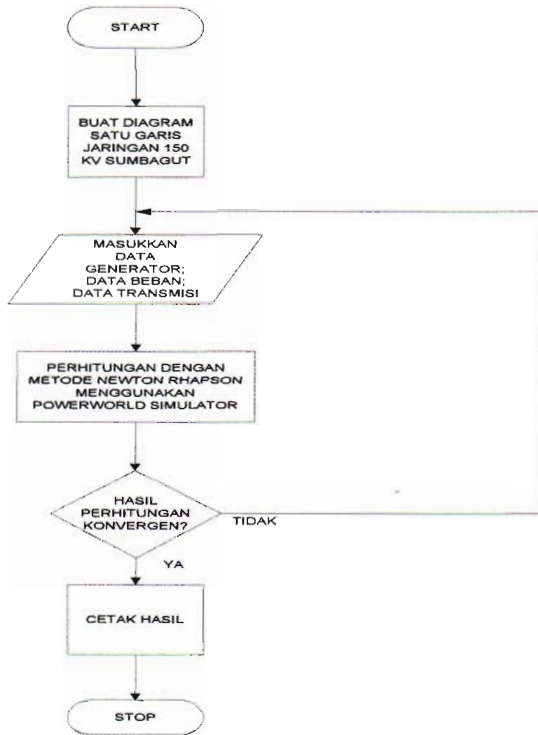 START
BUAT DIAGRAM
SATU GARIS
JARINGAN 150
KV SUMBAGUT
MASUKKAN
DATA
GENERATOR;
DATA BEBAN;
DATA TRANSMISI
PERHITUNGAN DENGAN
METODE NEWTON RHAPSON
MENGGUNAKAN
POWERWORLD SIMULATOR
HASIL
PERHITUNGAN
KONVERGEN?
TIDAK
YA
CETAK HASIL
STOP